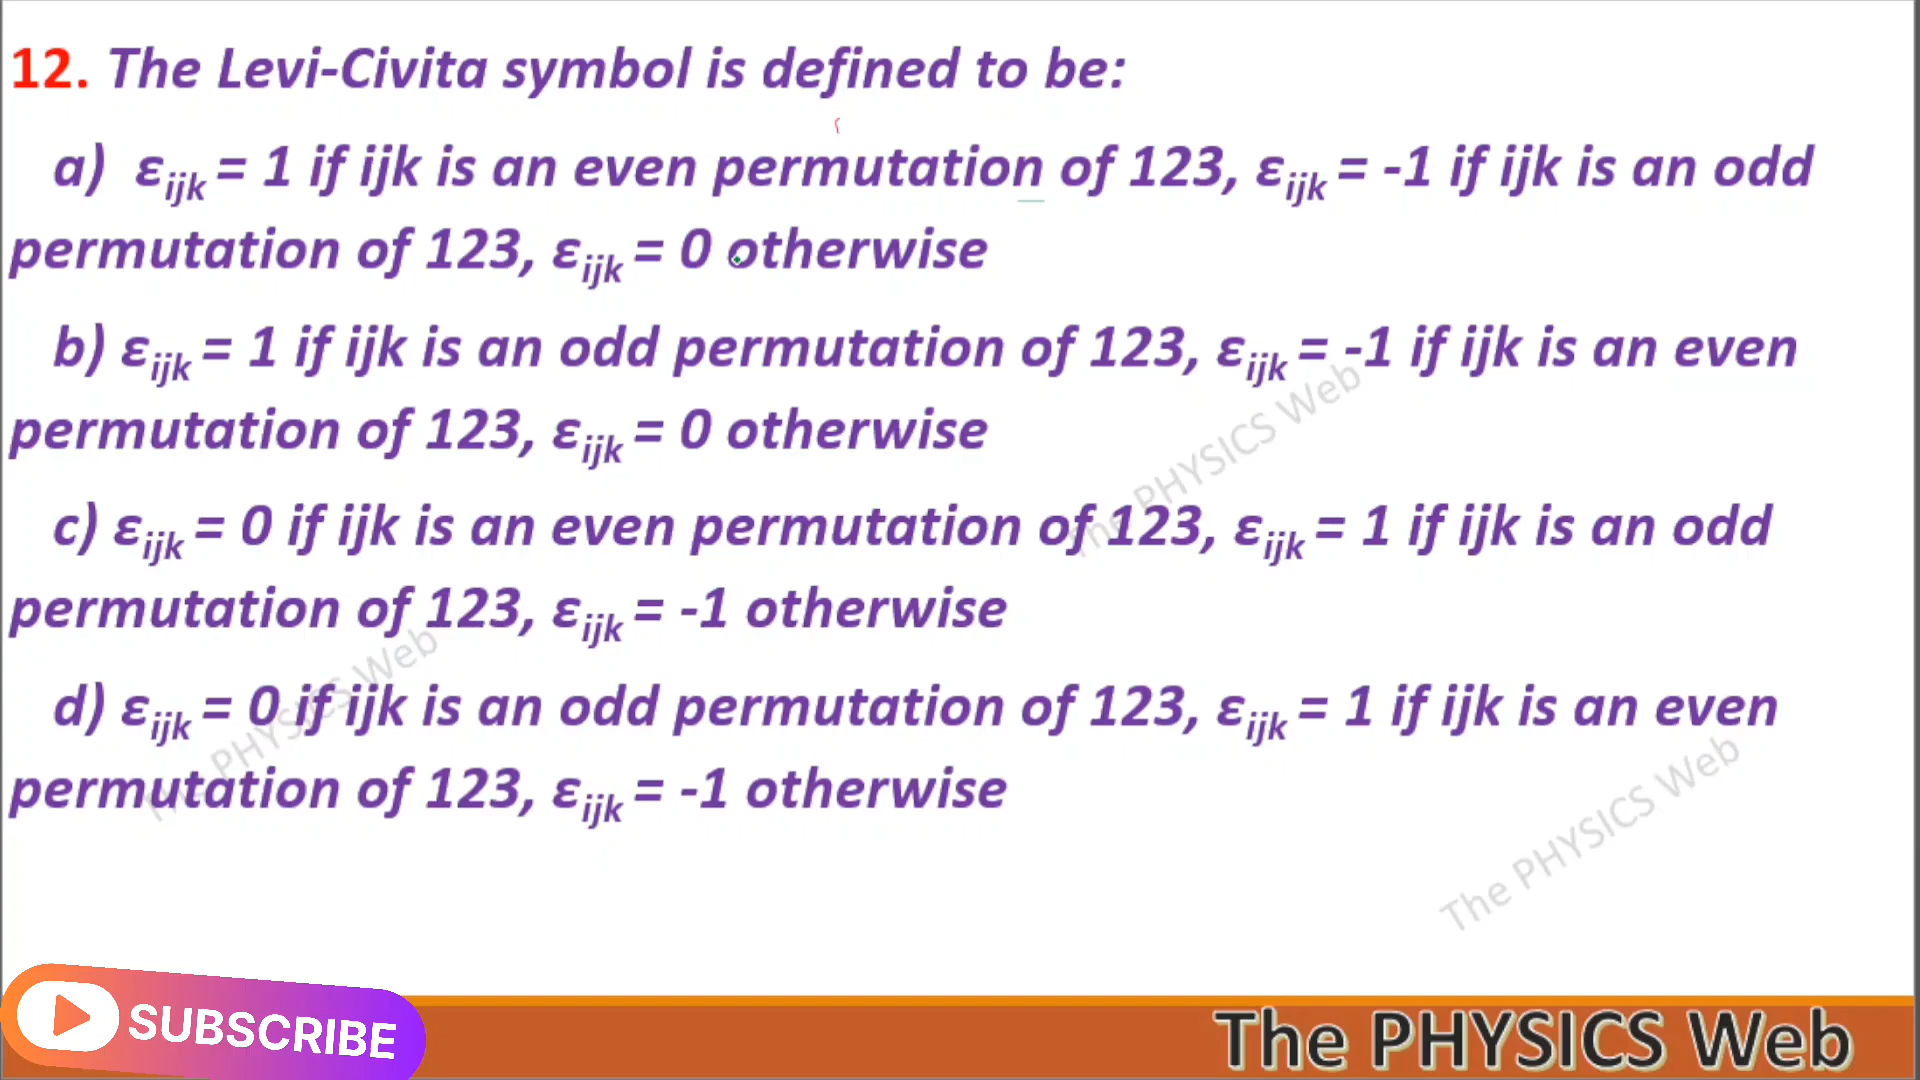 12. The Levi-Civita symbol is defined to be:
a) εijk = 1 if ijk is an even permutation of 123, εijk = -1 if ijk is an odd
permutation of 123, εijk = 0 otherwise
b) εijk = 1 if ijk is an odd permutation of 123, εijk = -1 if ijk is an even
permutation of 123, εijk = 0 otherwise
The PHYSICS Web
c) εijk = 0 if ijk is an even permutation of 123, εijk = 1 if ijk is an odd
permutation of 123, εijk = -1 otherwise
The PHYSICS Web
d) εijk = 0 if ijk is an odd permutation of 123, εijk = 1 if ijk is an even
permutation of 123, εijk = -1 otherwise
The PHYSICS Web
SUBSCRIBE
The PHYSICS Web